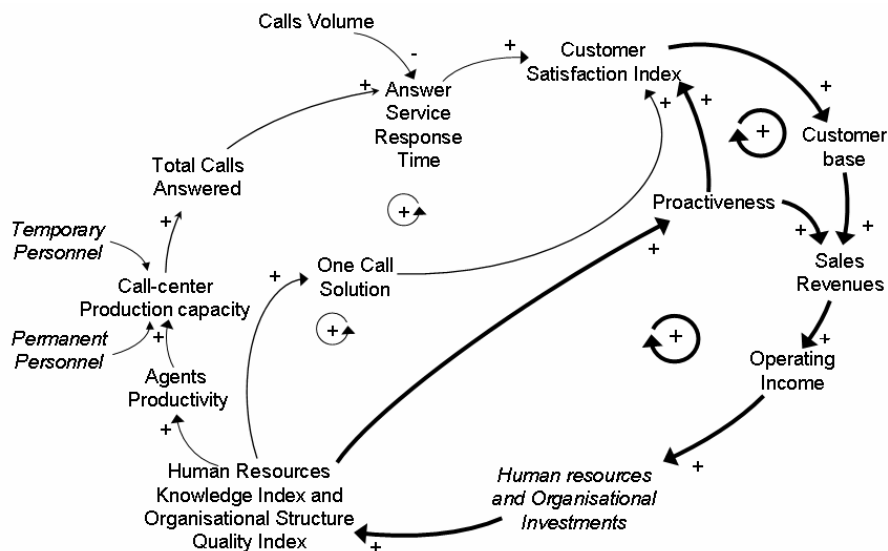 Calls Volume
-
+
Customer
Satisfaction Index
+
Answer
Service
Response
Time
+
+
+
+
Customer
base
Total Calls
Answered
+
Proactiveness
+
+
+
Temporary
Personnel
+
One Call
Solution
+
Sales
Revenues
Call-center
Production capacity
+
+
+
Permanent
Personnel
+
Operating
Income
Agents
Productivity
+
+
Human Resources
Knowledge Index and
Organisational Structure
Quality Index
Human resources
and Organisational
Investments
+